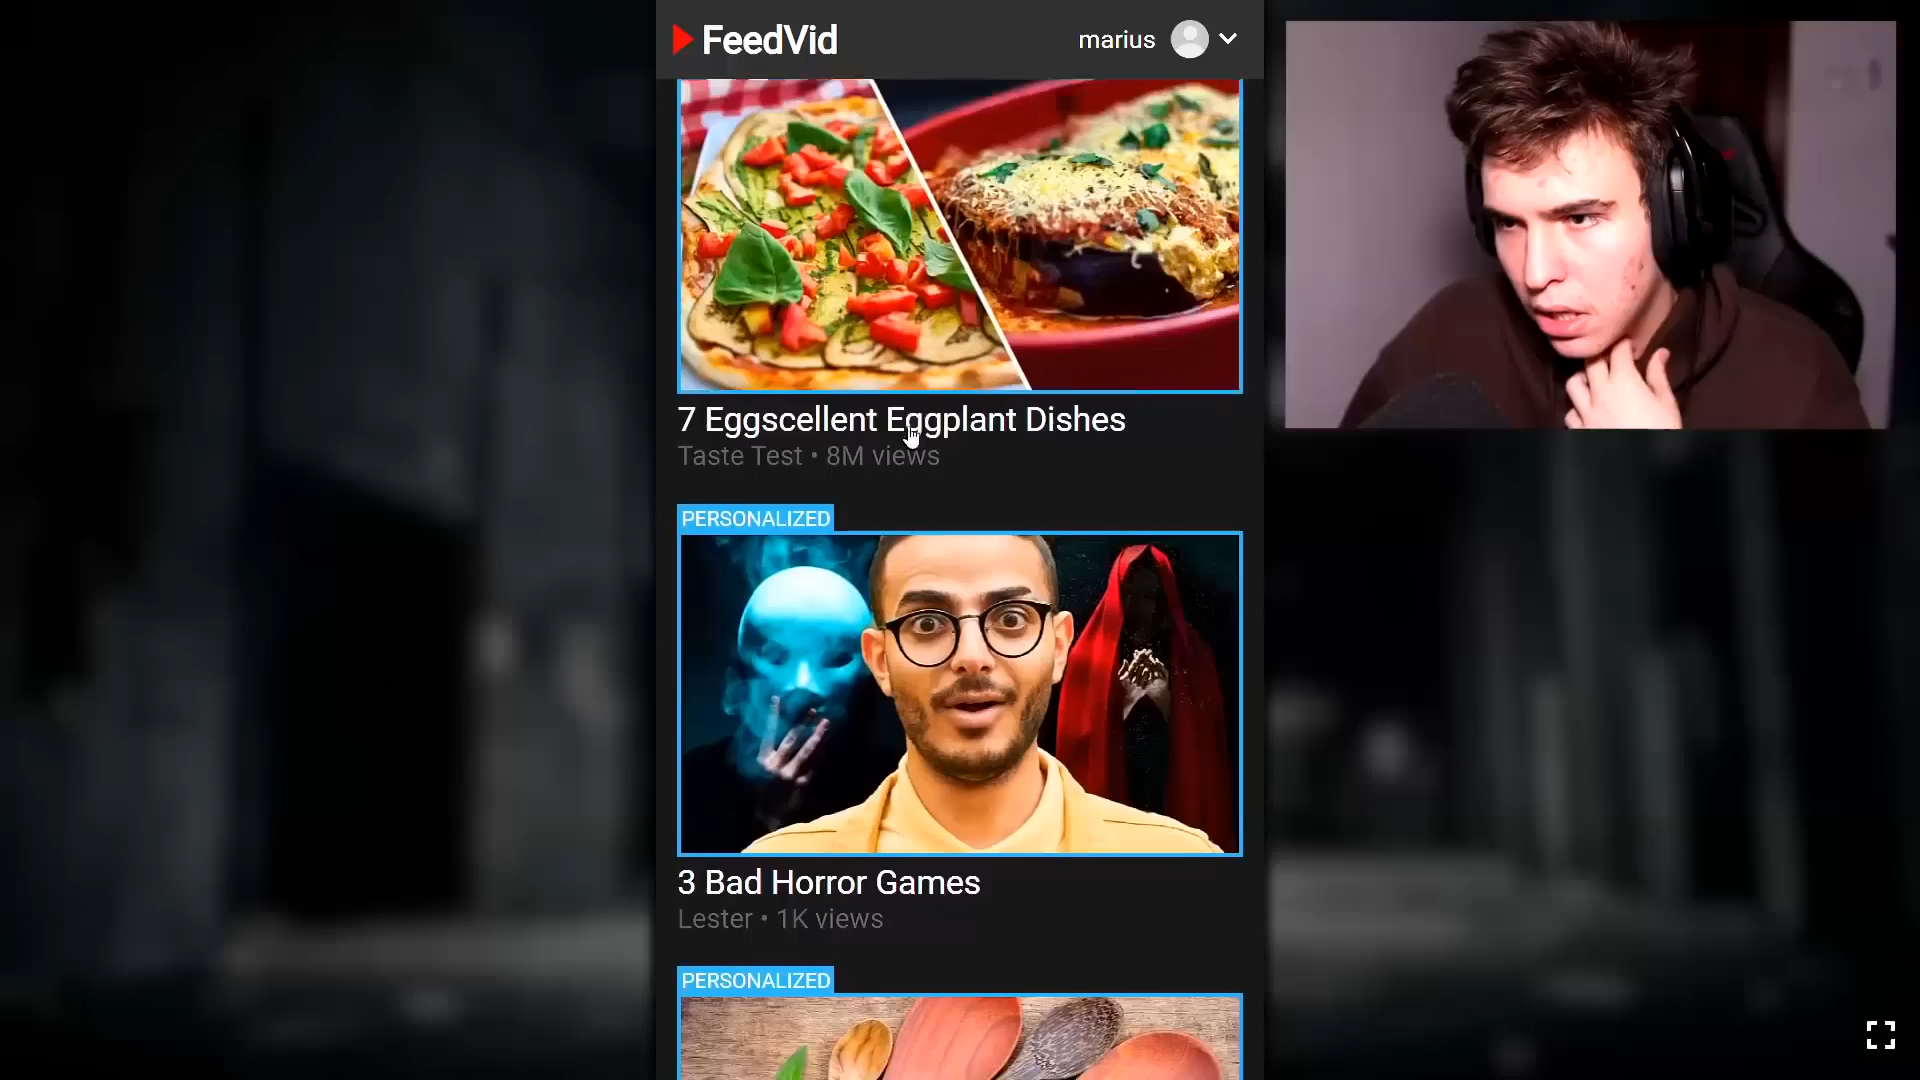 FeedVid
marius
7 Eggscellent Eggplant Dishes
Taste Test • 8M views
PERSONALIZED
3 Bad Horror Games
Lester • 1K views
PERSONALIZED